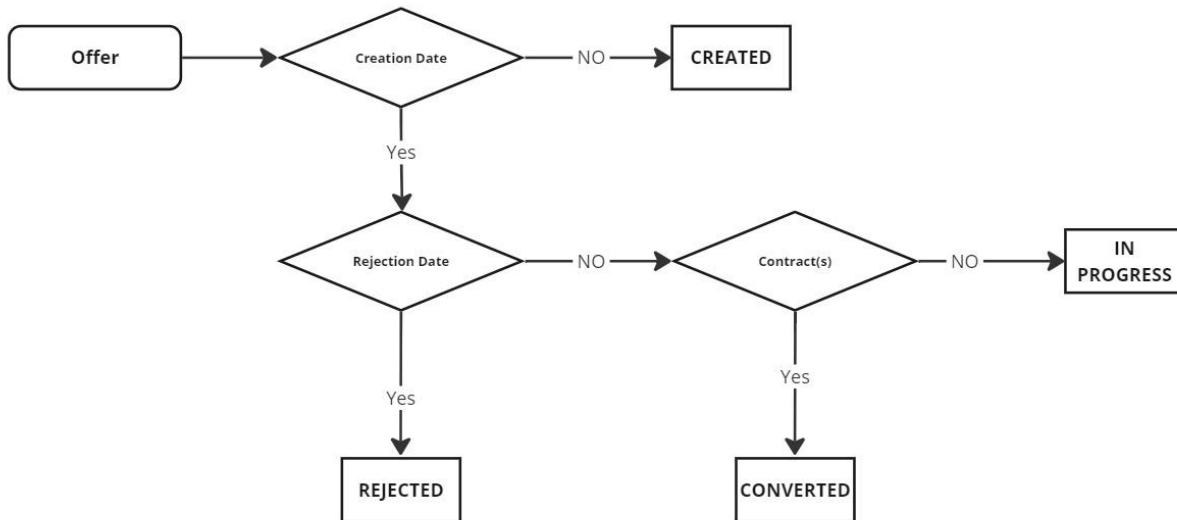 Offer
Creation Date
NO
CREATED
Yes
Rejection Date
NO
Contract(s)
NO
IN
PROGRESS
Yes
Yes
REJECTED
CONVERTED